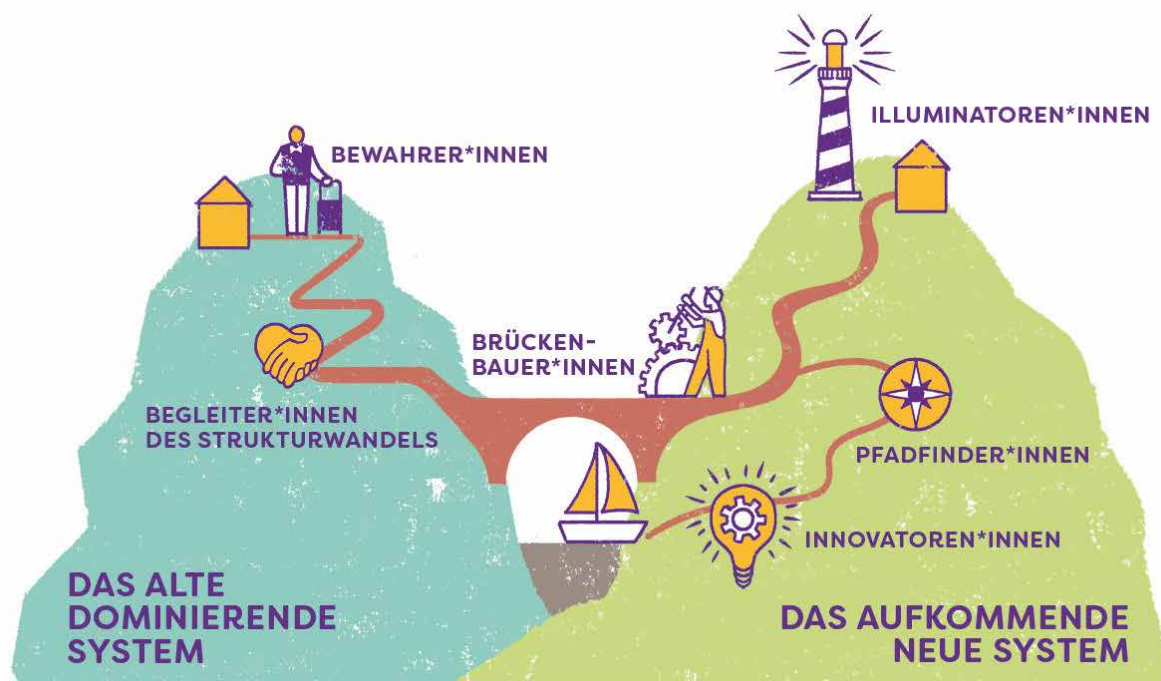 BEWAHRER*INNEN
ILLUMINATOREN*INNEN
BRÜCKEN-
BAUER*INNEN
BEGLEITER*INNEN
DES STRUKTURWANDELS
PFADFINDER*INNEN
INNOVATOREN*INNEN
DAS ALTE
DOMINIERENDE
SYSTEM
DAS AUFKOMMENDE
NEUE SYSTEM